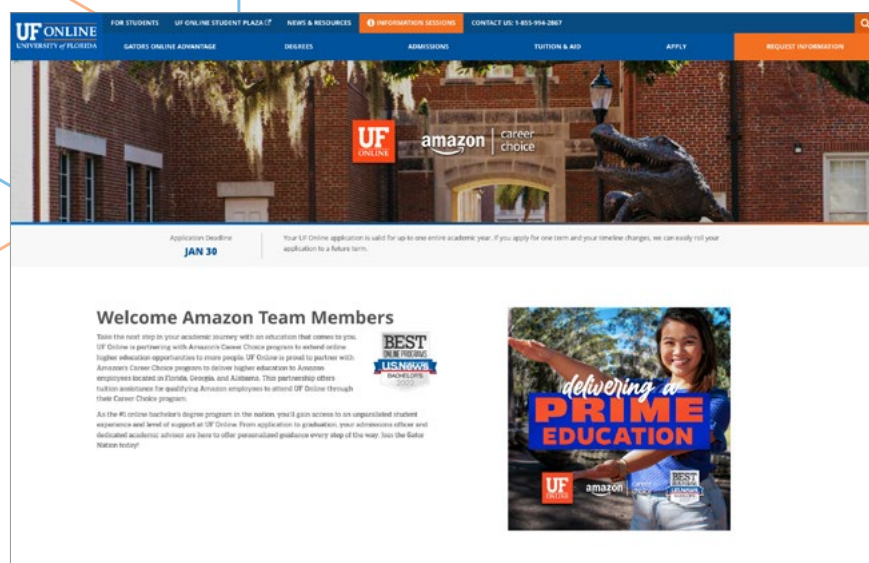 FOR STUDENTS UF ONLINE STUDENT PLAZA NEWS & RESOURCES INFORMATION SESSIONS CONTACT US: 1-855-994-2867
UF ONLINE
UNIVERSITY of FLORIDA
GATORS ONLINE ADVANTAGE DEGREES ADMISSIONS TUITION & AID APPLY REQUEST INFORMATION
UF ONLINE amazon career choice
Application Deadline
JAN 30
Your UF Online application is valid for up to one entire academic year. If you apply for one term and your timeline changes, we can easily roll your
application to a future term.
Welcome Amazon Team Members
Take the next step in your academic journey with an education that comes to you.
UF Online is partnering with Amazon's Career Choice program to extend online
higher education opportunities to more people. UF Online is proud to partner with
Amazon's Career Choice program to deliver higher education to Amazon
employees located in Florida, Georgia, and Alabama. This partnership offers
tuition assistance for qualifying Amazon employees to attend UF Online through
their Career Choice program.
BEST
ONLINE PROGRAMS
U.S. News
BACHELOR'S
2022
As the #1 online bachelor's degree program in the nation, you'll gain access to an unparalleled student
experience and level of support at UF Online. From application to graduation, your admissions officer and
dedicated academic advisor are here to offer personalized guidance every step of the way. Join the Gator
Nation today!
delivering a
PRIME
EDUCATION
UF ONLINE amazon career choice
BEST
U.S. News